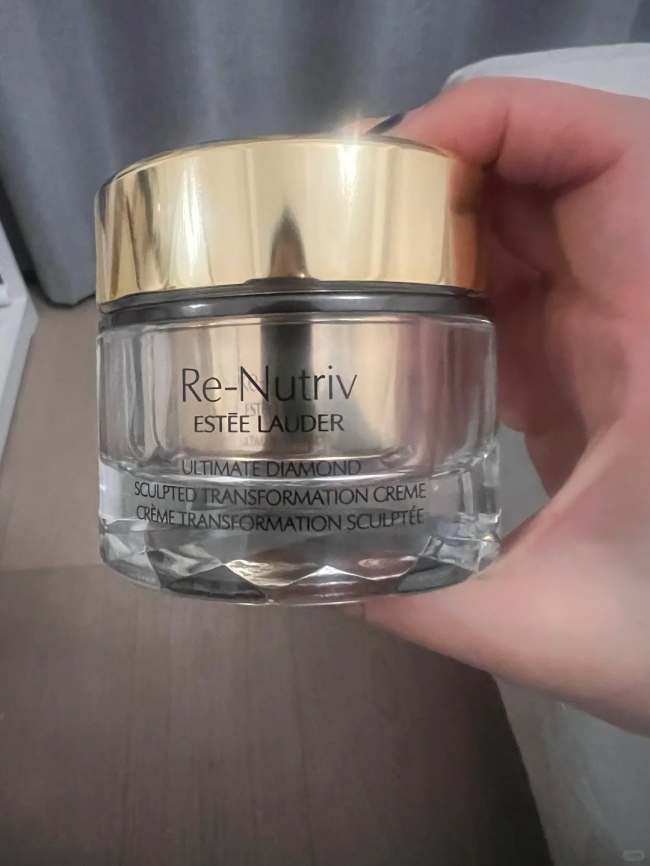 Re-Nutriv
ESTĒE LAUDER
ULTIMATE DIAMOND
SCULPTED TRANSFORMATION CREME
CRÈME TRANSFORMATION SCULPTÉE